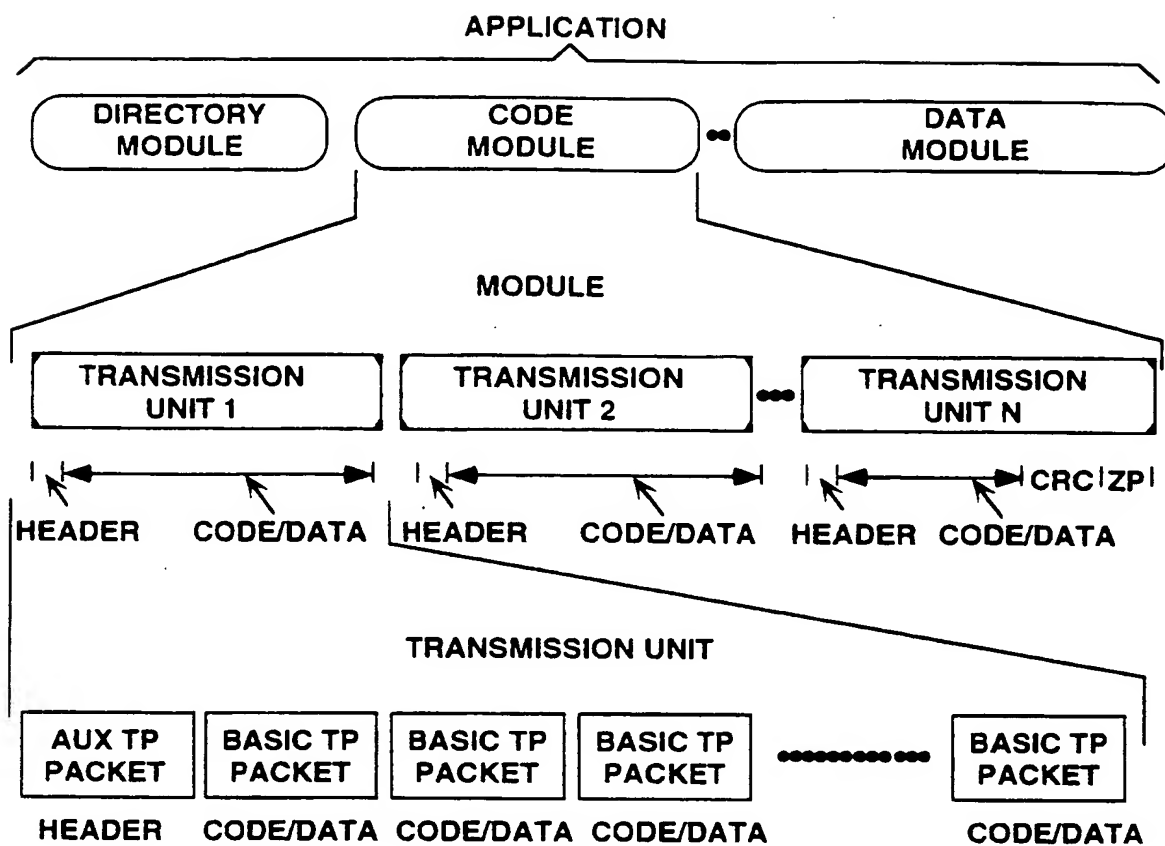 APPLICATION
DIRECTORY
MODULE
CODE
MODULE
DATA
MODULE
MODULE
TRANSMISSION
UNIT 1
TRANSMISSION
UNIT 2
TRANSMISSION
UNIT N
CRC
ZP
HEADER
CODE/DATA
HEADER
CODE/DATA
HEADER
CODE/DATA
TRANSMISSION UNIT
AUX TP
PACKET
BASIC TP
PACKET
BASIC TP
PACKET
BASIC TP
PACKET
BASIC TP
PACKET
HEADER
CODE/DATA
CODE/DATA
CODE/DATA
CODE/DATA